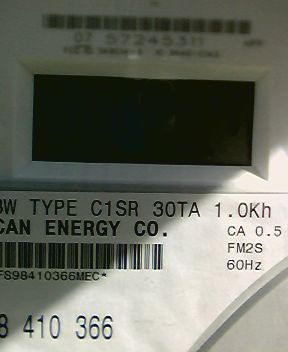 07 57245311
3W TYPE C1SR 30TA 1.0Kh
CAN ENERGY CO.
CA 0.5
FM2S
60Hz
FS98410366MEC*
8 410 366